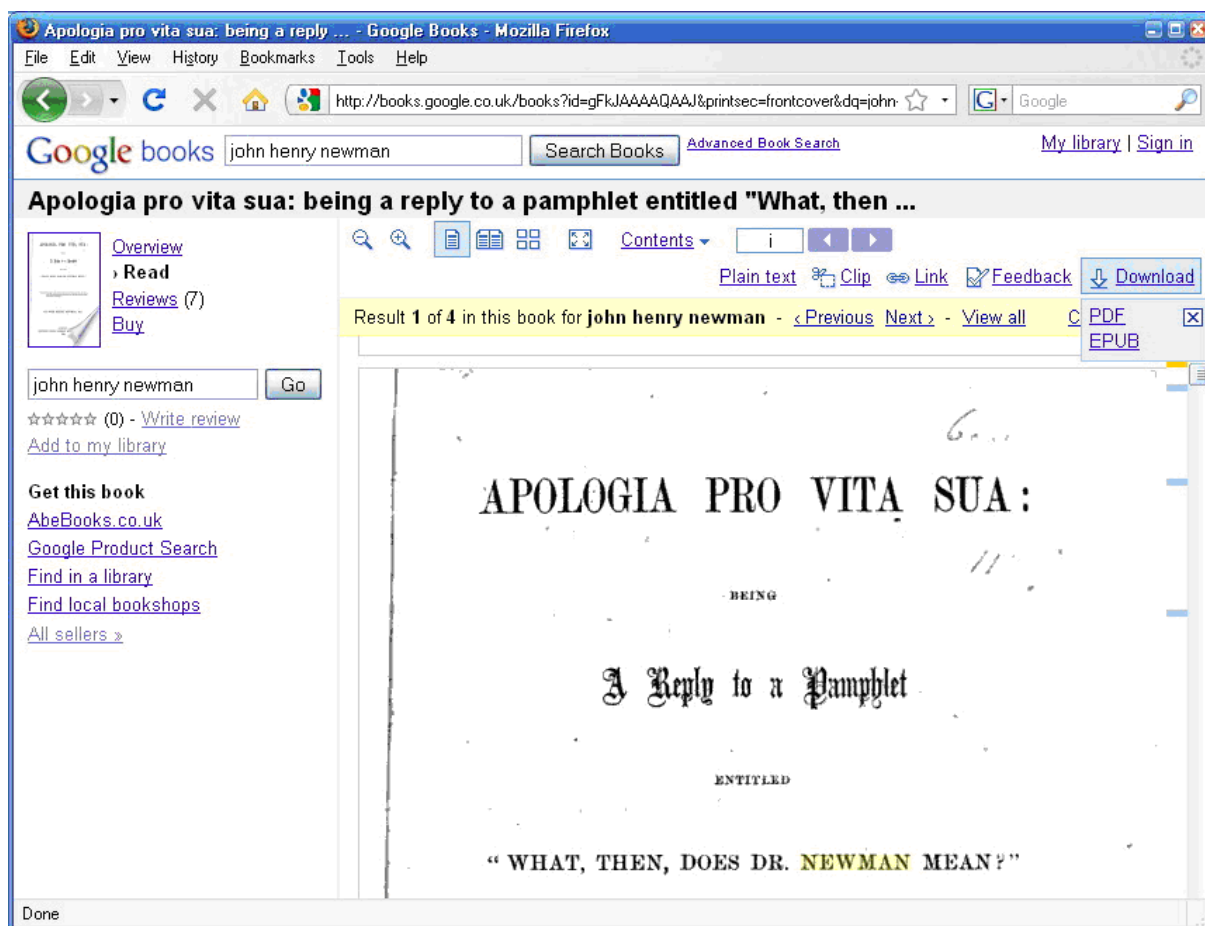 Apologia pro vita sua: being a reply ... - Google Books - Mozilla Firefox
File Edit View History Bookmarks Tools Help
http://books.google.co.uk/books?id=gFkJAAAAQAAJ&printsec=frontcover&dq=john- G Google
Google books john henry newman Search Books Advanced Book Search My library | Sign in
Apologia pro vita sua: being a reply to a pamphlet entitled "What, then ...
Overview
› Read
Reviews (7)
Buy
john henry newman Go
☆☆☆☆☆ (0) - Write review
Add to my library
Get this book
AbeBooks.co.uk
Google Product Search
Find in a library
Find local bookshops
All sellers »
Contents i
Plain text Clip Link Feedback Download
Result 1 of 4 in this book for john henry newman - ‹ Previous Next › - View all C
PDF
EPUB
APOLOGIA PRO VITA SUA:
BEING
A Reply to a Pamphlet
ENTITLED
“ WHAT, THEN, DOES DR. NEWMAN MEAN?”
Done